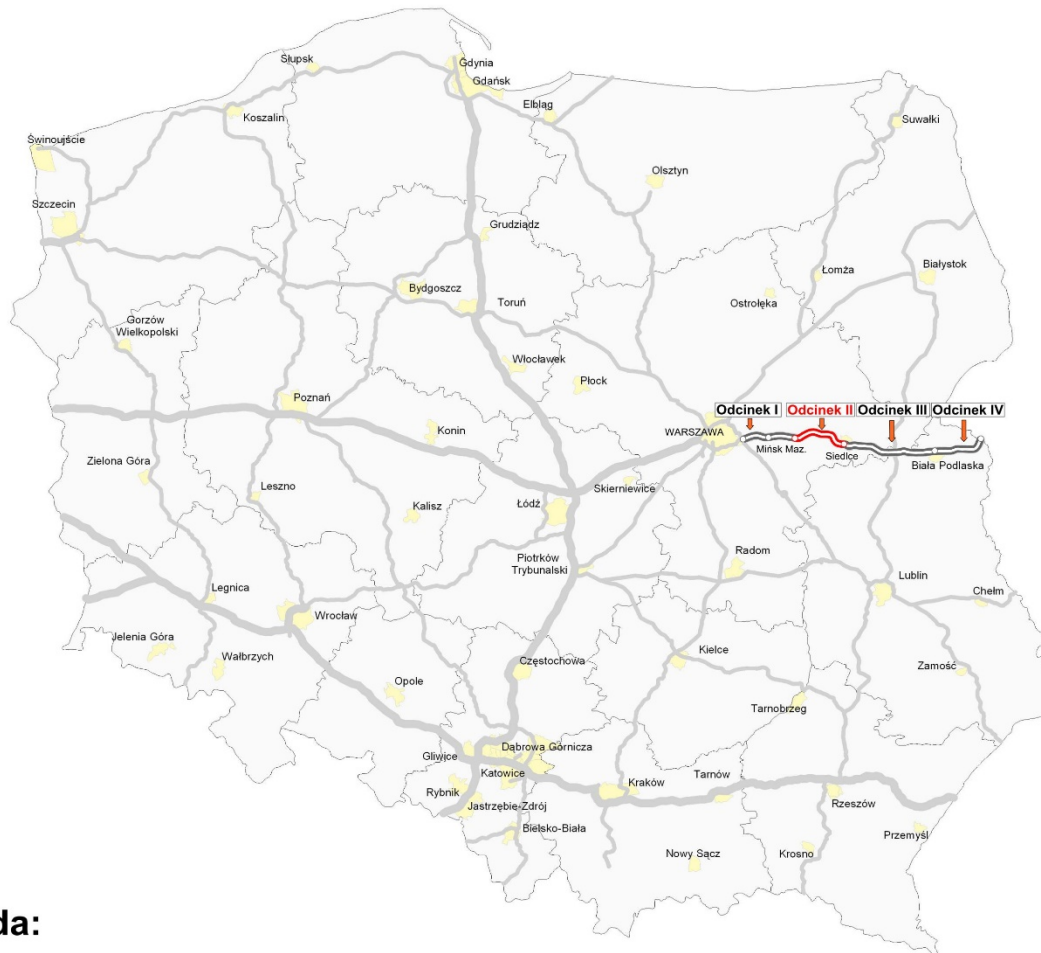 Słupsk
Gdynia
Gdańsk
Elbląg
Koszalin
Suwałki
Świnoujście
Olsztyn
Szczecin
Grudziądz
Łomża
Białystok
Bydgoszcz
Ostrołęka
Toruń
Gorzów
Wielkopolski
Włocławek
Płock
Poznań
Odcinek I
Odcinek II
Odcinek III
Odcinek IV
Konin
WARSZAWA
Mińsk Maz.
Siedlce
Biała Podlaska
Zielona Góra
Leszno
Skierniewice
Kalisz
Łódź
Piotrków
Trybunalski
Radom
Legnica
Lublin
Chełm
Wrocław
Jelenia Góra
Wałbrzych
Kielce
Częstochowa
Zamość
Opole
Tarnobrzeg
Dąbrowa Górnicza
Gliwice
Katowice
Kraków
Tarnów
Rybnik
Rzeszów
Jastrzębie-Zdrój
Bielsko-Biała
Przemyśl
Nowy Sącz
Krosno
da: